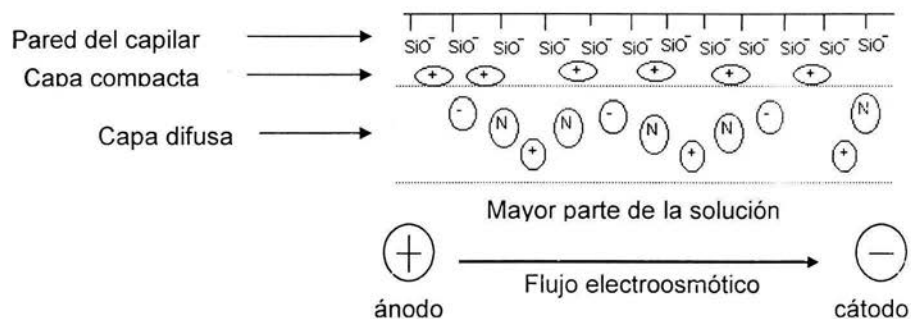 Pared del capilar
SiO⁻ SiO⁻ SiO⁻ SiO⁻ SiO⁻ SiO⁻ SiO⁻ SiO⁻ SiO⁻ SiO⁻ SiO⁻
Capa compacta
+ + + + + +
Capa difusa
- N N - N N - N
+ + +
Mayor parte de la solución
+ −
Flujo electroosmótico
ánodo cátodo